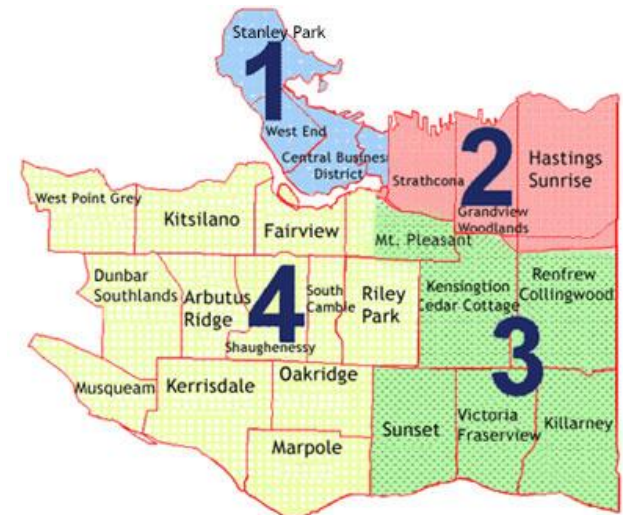 Stanley Park
1
West End
Central Busines
District
2
Strathcona
Hastings
Sunrise
Grandview
Woodlands
West Point Grey
Kitsilano
Fairview
Mt. Pleasant
Dunbar
Southlands
Arbutus
Ridge
4
South
Cambie
Shaughenessy
Riley
Park
Kensingtion
Cedar Cottage
Renfrew
Collingwood
3
Musqueam
Kerrisdale
Oakridge
Marpole
Sunset
Victoria
Fraserview
Killarney